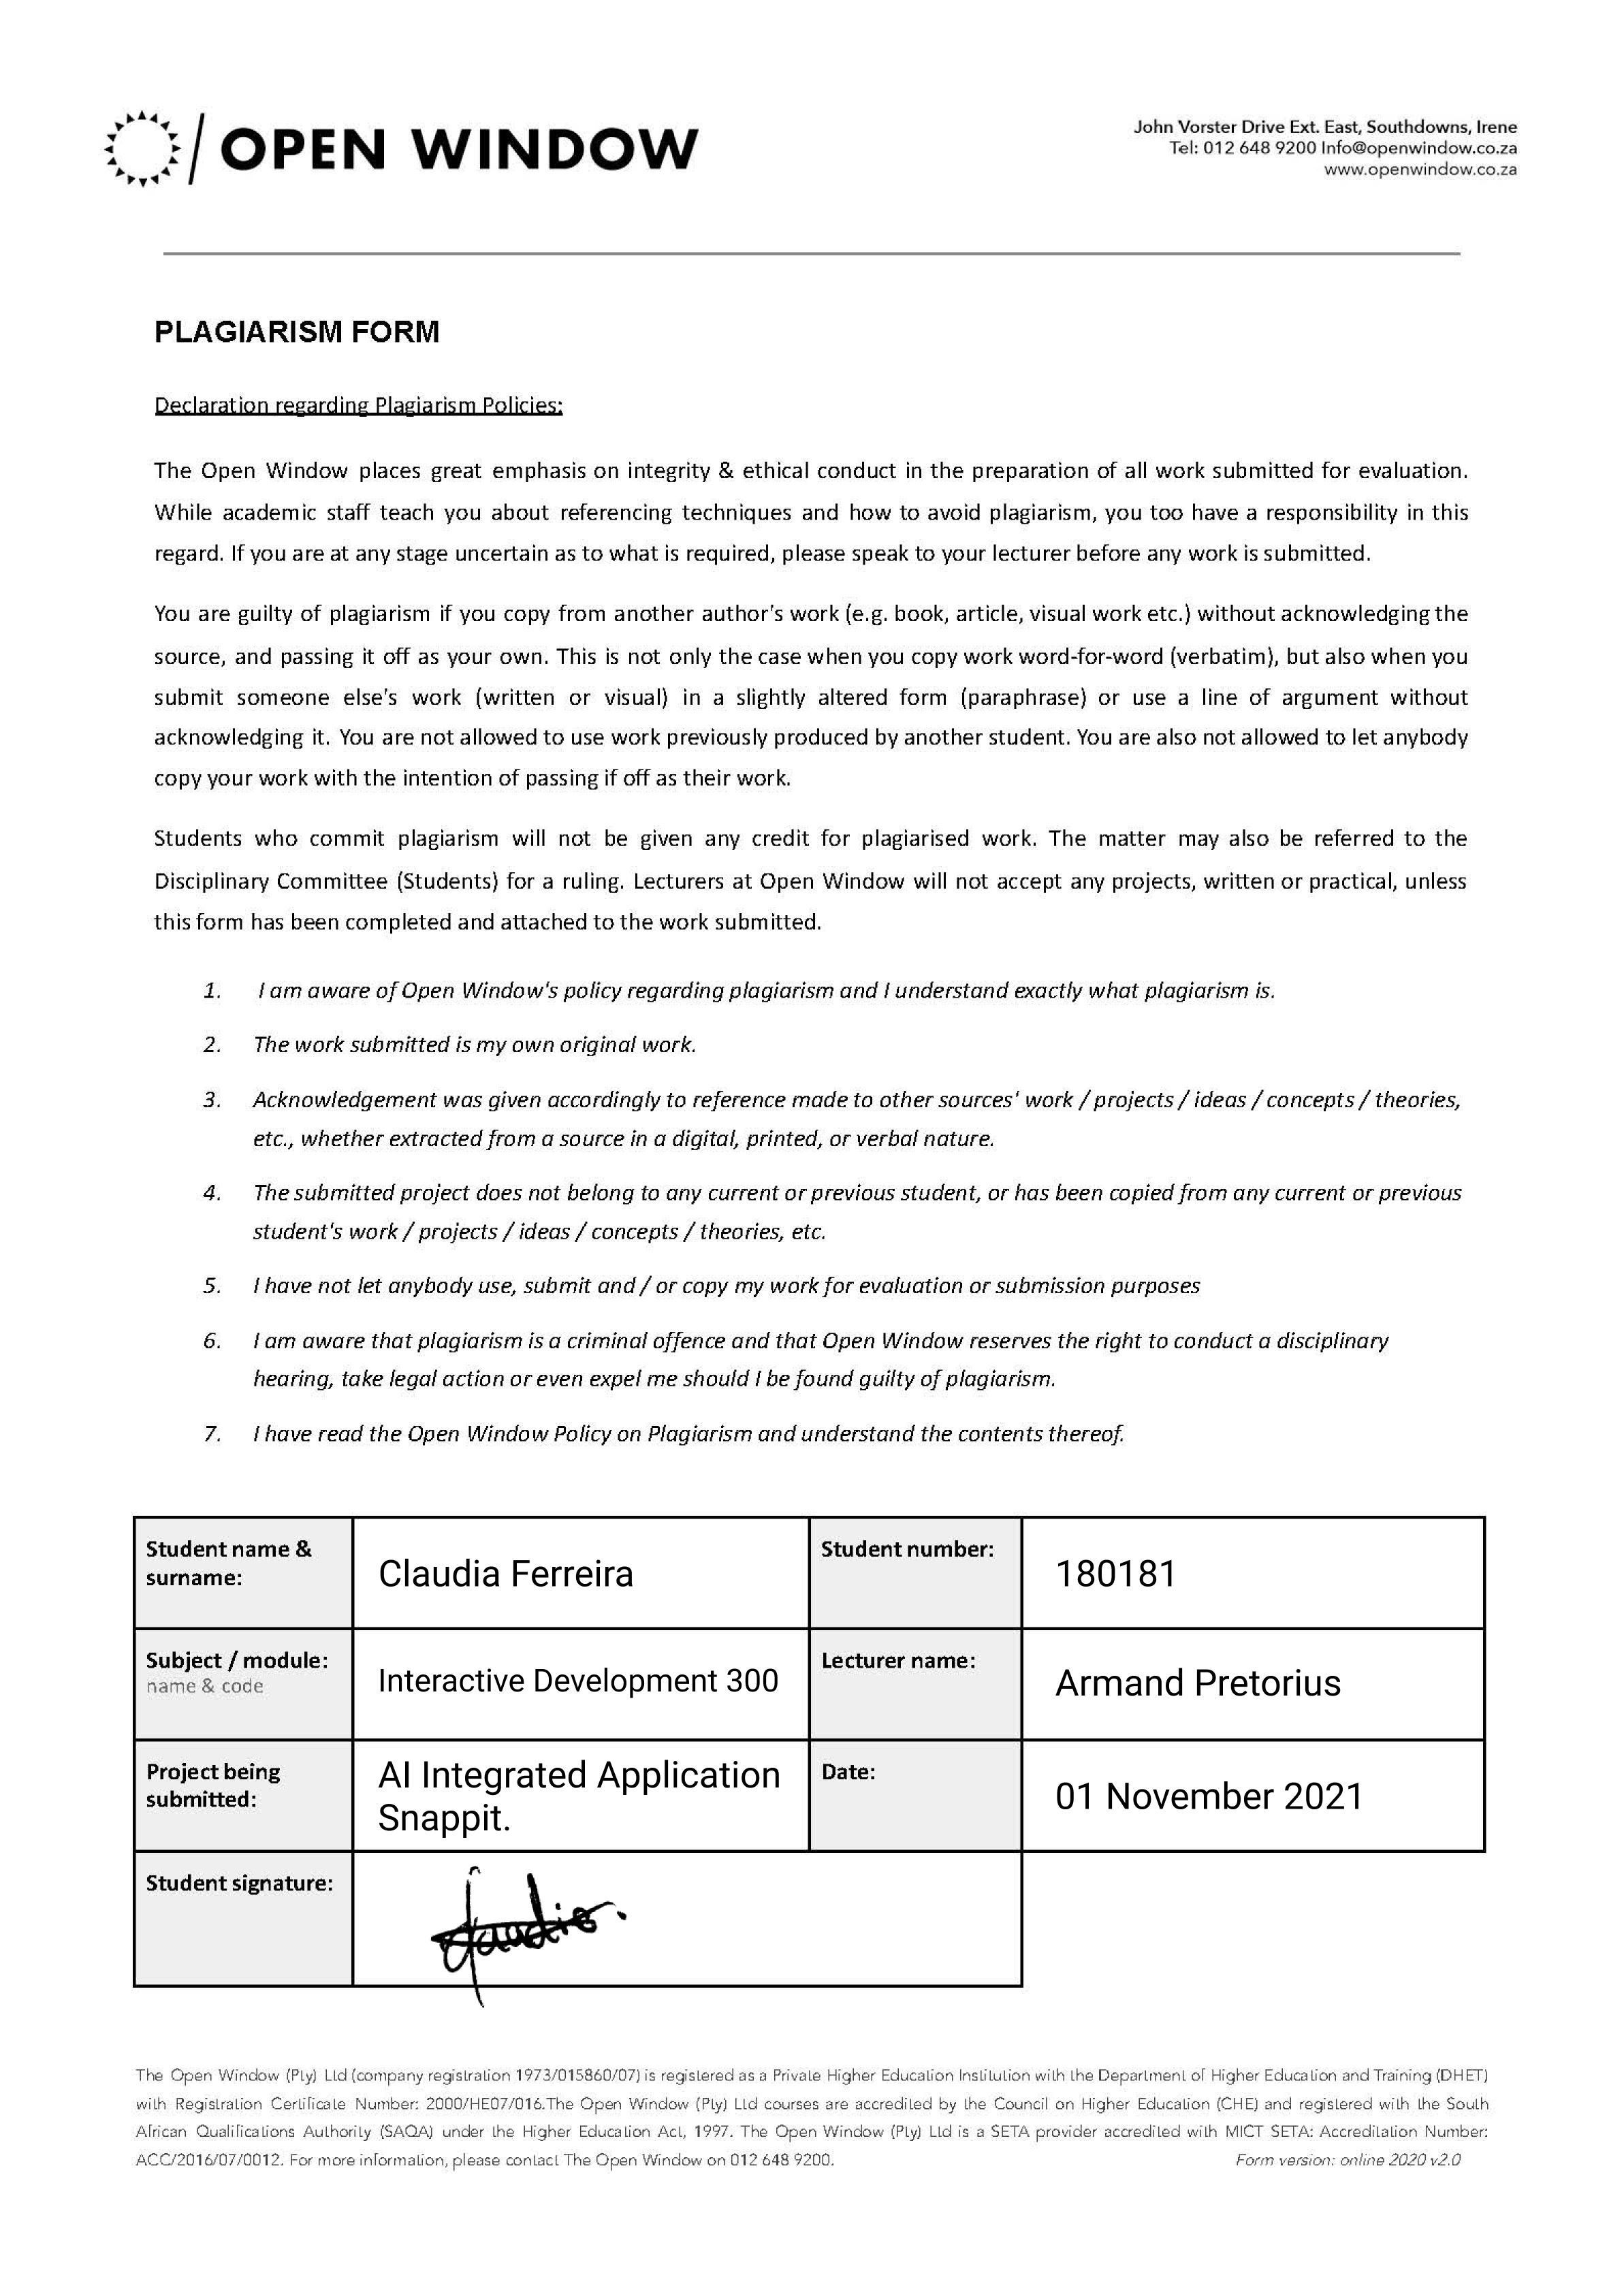 OPEN WINDOW
John Vorster Drive Ext. East, Southdowns, Irene
Tel: 012 648 9200 Info@openwindow.co.za
www.openwindow.co.za
PLAGIARISM FORM
Declaration regarding Plagiarism Policies:
The Open Window places great emphasis on integrity & ethical conduct in the preparation of all work submitted for evaluation.
While academic staff teach you about referencing techniques and how to avoid plagiarism, you too have a responsibility in this
regard. If you are at any stage uncertain as to what is required, please speak to your lecturer before any work is submitted.
You are guilty of plagiarism if you copy from another author's work (e.g. book, article, visual work etc.) without acknowledging the
source, and passing it off as your own. This is not only the case when you copy work word-for-word (verbatim), but also when you
submit someone else's work (written or visual) in a slightly altered form (paraphrase) or use a line of argument without
acknowledging it. You are not allowed to use work previously produced by another student. You are also not allowed to let anybody
copy your work with the intention of passing if off as their work.
Students who commit plagiarism will not be given any credit for plagiarised work. The matter may also be referred to the
Disciplinary Committee (Students) for a ruling. Lecturers at Open Window will not accept any projects, written or practical, unless
this form has been completed and attached to the work submitted.
1. I am aware of Open Window's policy regarding plagiarism and I understand exactly what plagiarism is.
2. The work submitted is my own original work.
3. Acknowledgement was given accordingly to reference made to other sources' work / projects / ideas / concepts / theories,
etc., whether extracted from a source in a digital, printed, or verbal nature.
4. The submitted project does not belong to any current or previous student, or has been copied from any current or previous
student's work / projects / ideas / concepts / theories, etc.
5. I have not let anybody use, submit and / or copy my work for evaluation or submission purposes
6. I am aware that plagiarism is a criminal offence and that Open Window reserves the right to conduct a disciplinary
hearing, take legal action or even expel me should I be found guilty of plagiarism.
7. I have read the Open Window Policy on Plagiarism and understand the contents thereof.
Student name &
surname:
Claudia Ferreira
Student number:
180181
Subject / module:
name & code
Interactive Development 300
Lecturer name:
Armand Pretorius
Project being
submitted:
AI Integrated Application
Snappit.
Date:
01 November 2021
Student signature:
Claudia.
The Open Window (Pty) Ltd (company registration 1973/015860/07) is registered as a Private Higher Education Institution with the Department of Higher Education and Training (DHET)
with Registration Certificate Number: 2000/HE07/016.The Open Window (Pty) Ltd courses are accredited by the Council on Higher Education (CHE) and registered with the South
African Qualifications Authority (SAQA) under the Higher Education Act, 1997. The Open Window (Pty) Ltd is a SETA provider accredited with MICT SETA: Accreditation Number:
ACC/2016/07/0012. For more information, please contact The Open Window on 012 648 9200.
Form version: online 2020 v2.0